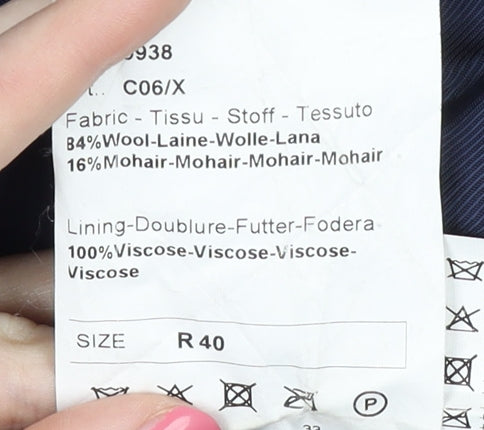 938
C06/X
Fabric - Tissu - Stoff - Tessuto
84%Wool-Laine-Wolle-Lana
16%Mohair-Mohair-Mohair-Mohair
Lining-Doublure-Futter-Fodera
100%Viscose-Viscose-Viscose-
Viscose
SIZE R 40
P